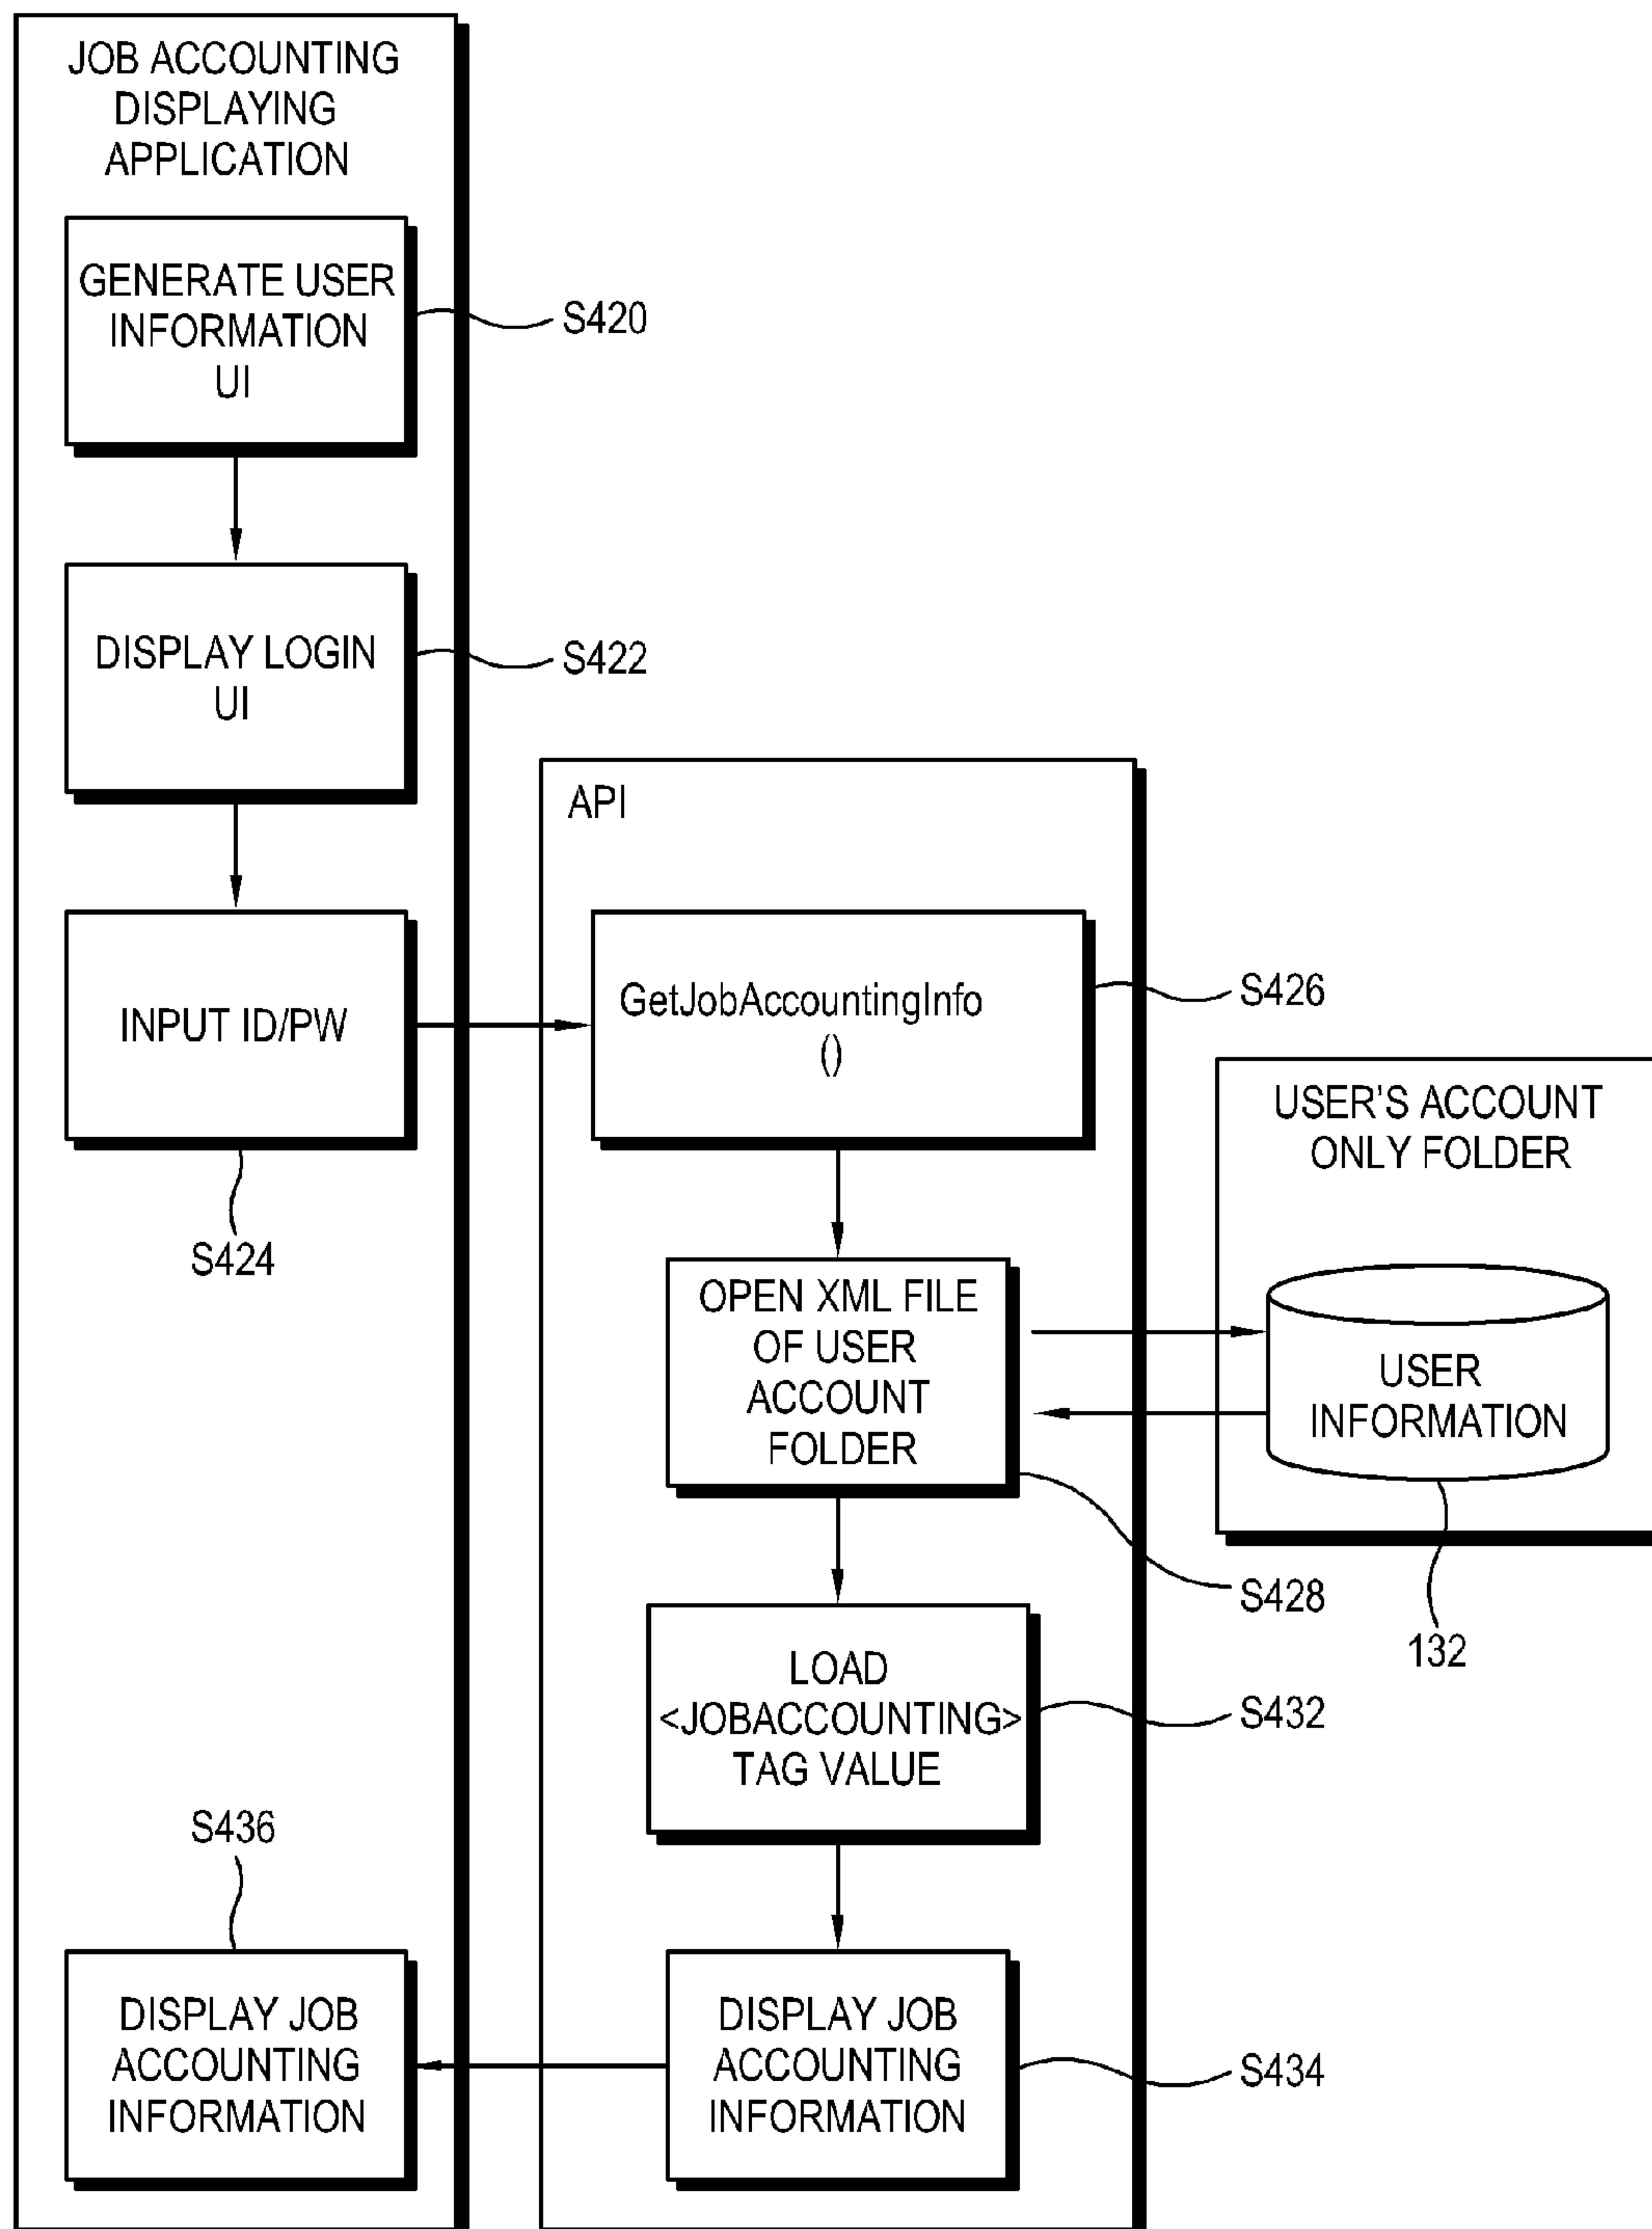 JOB ACCOUNTING
DISPLAYING
APPLICATION
GENERATE USER
INFORMATION
UI
S420
DISPLAY LOGIN
UI
S422
INPUT ID/PW
S424
API
GetJobAccountingInfo
()
S426
USER'S ACCOUNT
ONLY FOLDER
OPEN XML FILE
OF USER
ACCOUNT
FOLDER
S428
USER
INFORMATION
132
LOAD
<JOBACCOUNTING>
TAG VALUE
S432
DISPLAY JOB
ACCOUNTING
INFORMATION
S434
S436
DISPLAY JOB
ACCOUNTING
INFORMATION